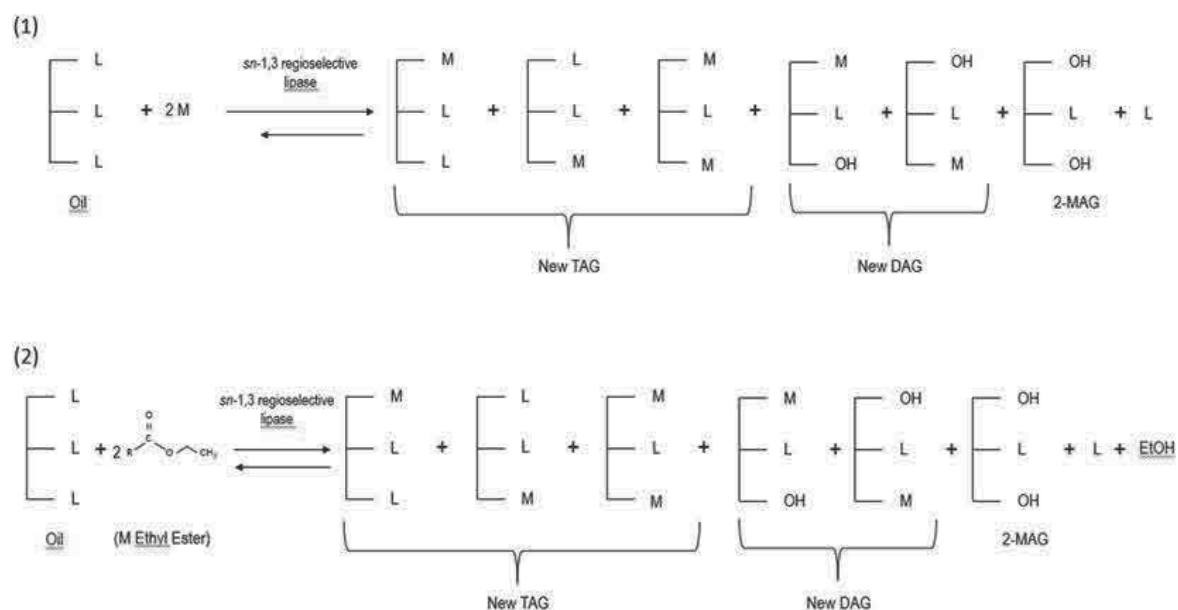 (1)
L M L M M OH OH
sn-1,3 regioselective
lipase
L + 2 M L + L + L + L + L + L + L
L L M M OH M OH
Oil 2-MAG
New TAG New DAG
(2)
L M L M M OH OH
sn-1,3 regioselective
lipase
O
H
L + 2 R C O CH3 L + L + L + L + L + L + L + EtOH
L L M M OH M OH
Oil (M Ethyl Ester) 2-MAG
New TAG New DAG